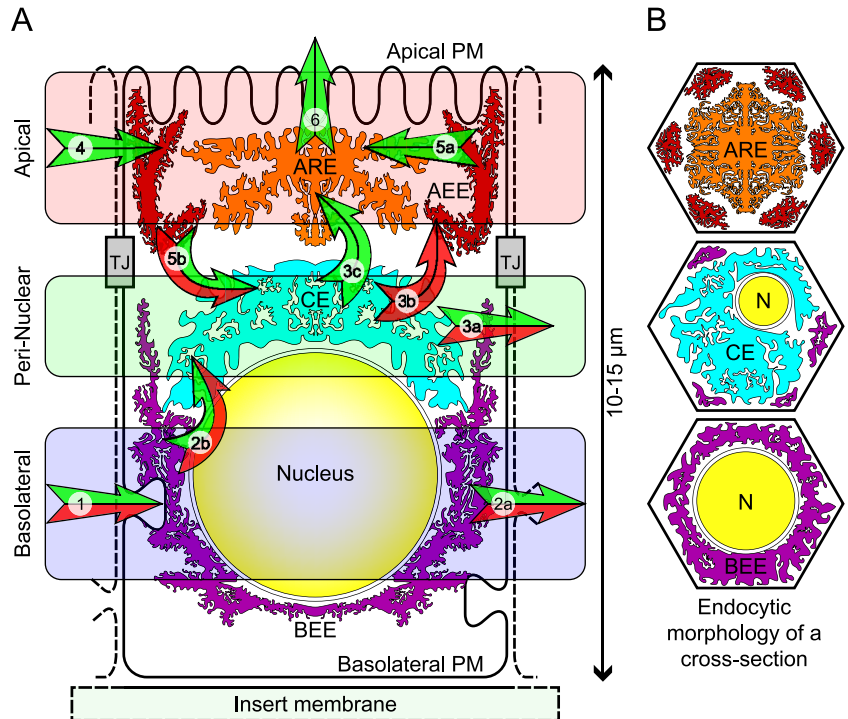 A
B
Apical PM
Apical
6
4
5a
ARE
AEE
ARE
TJ
TJ
5b
3c
CE
3b
3a
Peri-Nuclear
N
CE
10-15 µm
2b
Nucleus
Basolateral
1
2a
N
BEE
BEE
Endocytic
morphology of a
cross-section
Basolateral PM
Insert membrane